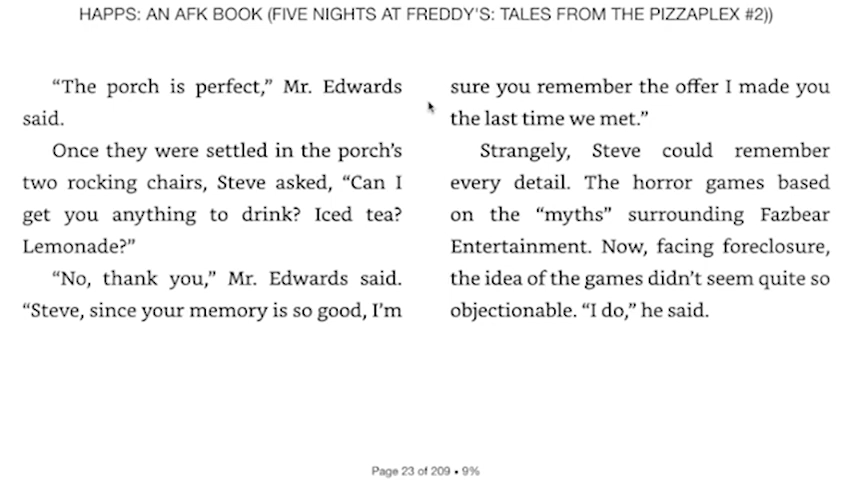 HAPPS: AN AFK BOOK (FIVE NIGHTS AT FREDDY'S: TALES FROM THE PIZZAPLEX #2))
“The porch is perfect,” Mr. Edwards
said.
Once they were settled in the porch’s
two rocking chairs, Steve asked, “Can I
get you anything to drink? Iced tea?
Lemonade?”
“No, thank you,” Mr. Edwards said.
“Steve, since your memory is so good, I’m
sure you remember the offer I made you
the last time we met.”
Strangely, Steve could remember
every detail. The horror games based
on the “myths” surrounding Fazbear
Entertainment. Now, facing foreclosure,
the idea of the games didn’t seem quite so
objectionable. “I do,” he said.
Page 23 of 209 • 9%